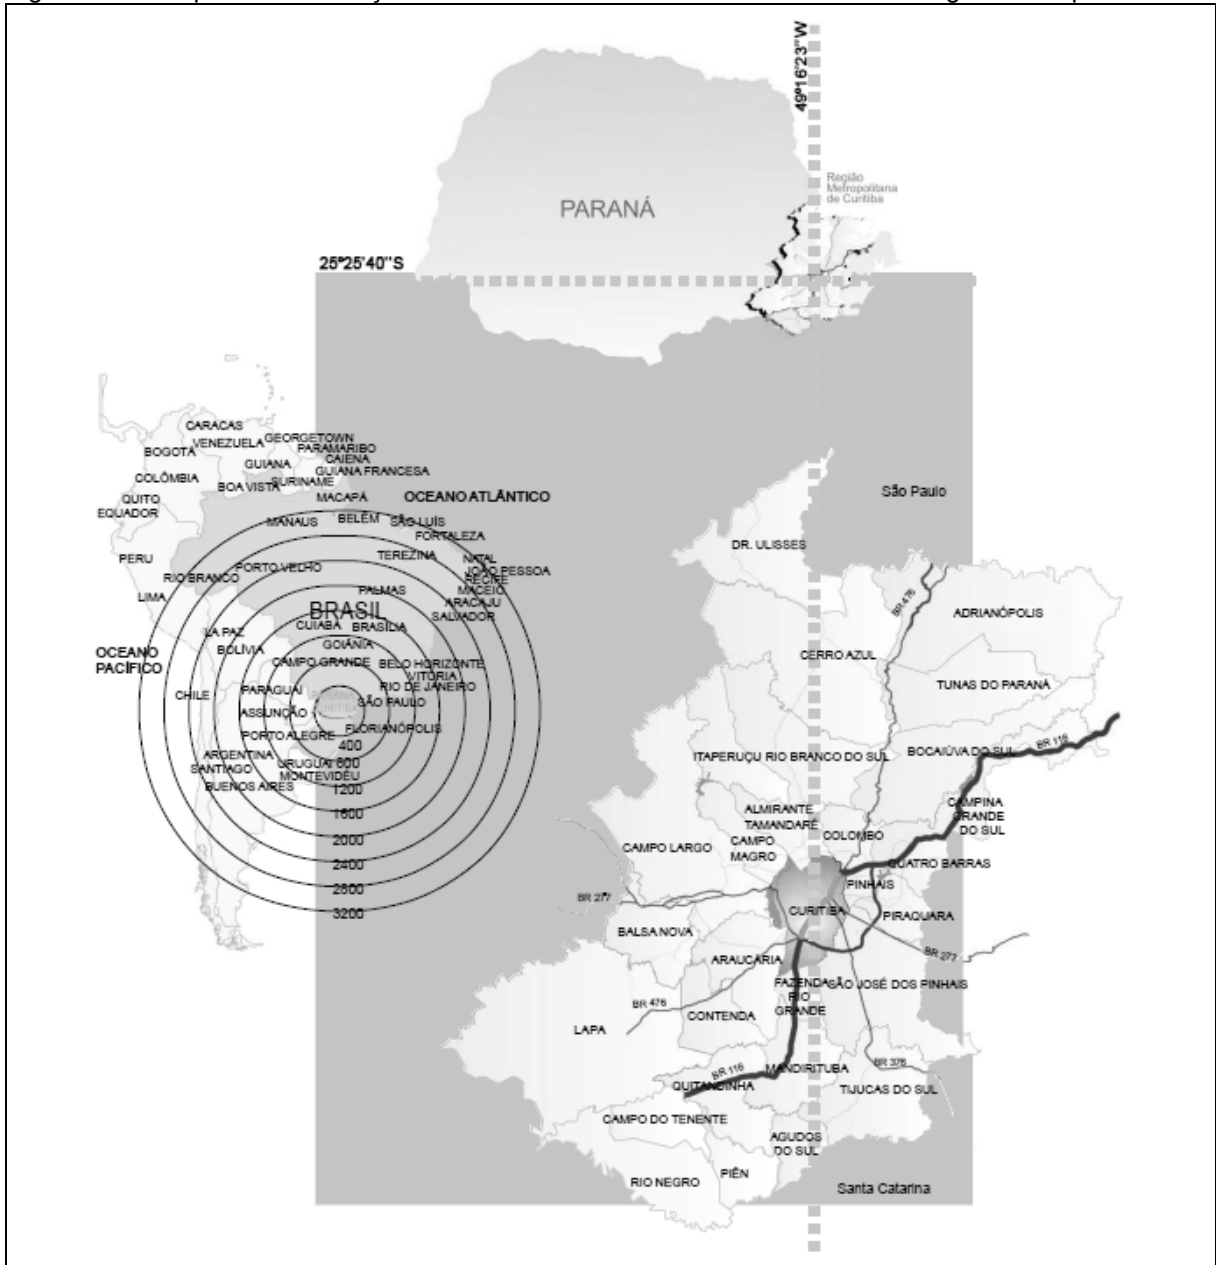 49º16'23''W
Região
Metropolitana
de Curitiba
PARANÁ
25º25'40''S
CARACAS
VENEZUELA
GEORGETOWN
PARAMARIBO
BOGOTÁ
CAIENA
GUIANA
GUIANA FRANCESA
COLÔMBIA
SURINAME
BOA VISTA
QUITO
MACAPÁ
OCEANO ATLÂNTICO
EQUADOR
MANAUS
BELÉM
SÃO LUÍS
FORTALEZA
PERU
TEREZINA
NATAL
PORTO VELHO
JOÃO PESSOA
RIO BRANCO
RECIFE
LIMA
PALMAS
MACEIÓ
ARACAJU
BRASIL
SALVADOR
CUIABÁ
BRASÍLIA
LA PAZ
BOLÍVIA
GOIÂNIA
OCEANO
PACÍFICO
CAMPO GRANDE
BELO HORIZONTE
VITÓRIA
RIO DE JANEIRO
CHILE
PARAGUAI
PARANÁ
SÃO PAULO
CURITIBA
ASSUNÇÃO
FLORIANÓPOLIS
PORTO ALEGRE
400
ARGENTINA
URUGUAI
800
SANTIAGO
MONTEVIDÉU
BUENOS AIRES
1200
1600
2000
2400
2800
3200
São Paulo
DR. ULISSES
BR 476
ADRIANÓPOLIS
CERRO AZUL
TUNAS DO PARANÁ
ITAPERUÇU
RIO BRANCO DO SUL
BOCAIÚVA DO SUL
BR 116
CAMPINA
GRANDE
DO SUL
ALMIRANTE
TAMANDARÉ
COLOMBO
CAMPO LARGO
CAMPO
MAGRO
QUATRO BARRAS
PINHAIS
BR 277
CURITIBA
PIRAQUARA
BALSA NOVA
ARAUCÁRIA
BR 277
FAZENDA
RIO
GRANDE
SÃO JOSÉ DOS PINHAIS
BR 476
CONTENDA
LAPA
BR 116
MANDIRITUBA
BR 376
QUITANDINHA
TIJUCAS DO SUL
CAMPO DO TENENTE
AGUDOS
DO SUL
PIÊN
RIO NEGRO
Santa Catarina